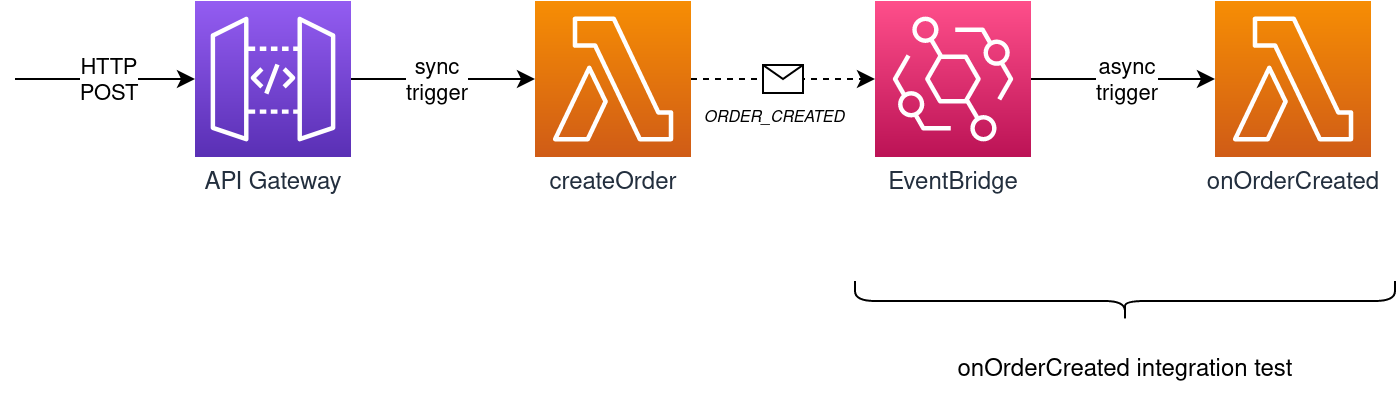 HTTP
POST
sync
trigger
ORDER_CREATED
async
trigger
API Gateway
createOrder
EventBridge
onOrderCreated
onOrderCreated integration test